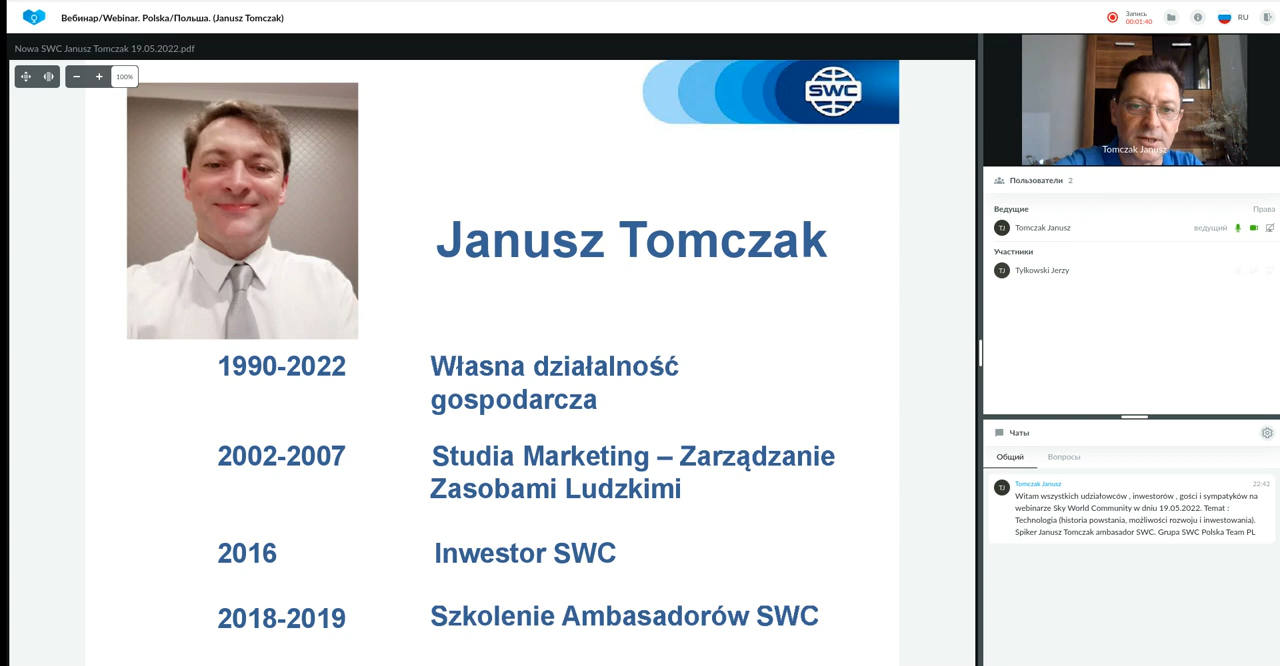 Вебинар/Webinar. Polska/Польша. (Janusz Tomczak)
Запись
00:01:40
RU
Nowa SWC Janusz Tomczak 19.05.2022.pdf
100%
SWC
Janusz Tomczak
1990-2022
Własna działalność
gospodarcza
2002-2007
Studia Marketing – Zarządzanie
Zasobami Ludzkimi
2016
Inwestor SWC
2018-2019
Szkolenie Ambasadorów SWC
Tomczak Janusz
Пользователи 2
Ведущие
Права
TJ
Tomczak Janusz
ведущий
Участники
TJ
Tylkowski Jerzy
Чаты
Общий
Вопросы
TJ
Tomczak Janusz
22:42
Witam wszystkich udziałowców , inwestorów , gości i sympatyków na
webinarze Sky World Community w dniu 19.05.2022. Temat :
Technologia (historia powstania, możliwości rozwoju i inwestowania).
Spiker Janusz Tomczak ambasador SWC. Grupa SWC Polska Team PL